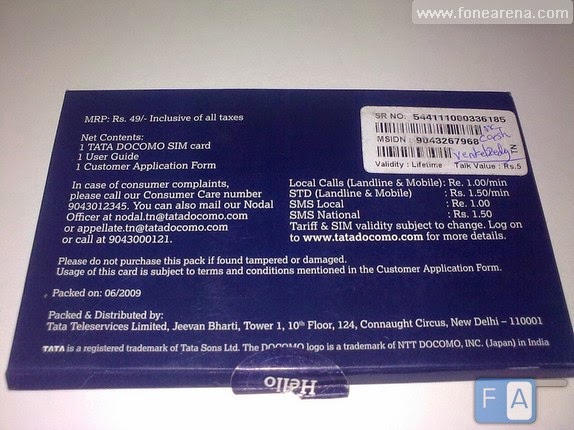 www.fonearena.com
MRP: Rs. 49/- Inclusive of all taxes
Net Contents:
1 TATA DOCOMO SIM card
1 User Guide
1 Customer Application Form
SR NO: 544111000336185
MSIDN: 9043267968
cash
TN
Validity : Lifetime Talk Value : Rs.5
In case of consumer complaints,
please call our Consumer Care number
9043012345. You can also mail our Nodal
Officer at nodal.tn@tatadocomo.com
or appellate.tn@tatadocomo.com
or call at 9043000121.
Local Calls (Landline & Mobile): Re. 1.00/min
STD (Landline & Mobile) : Rs. 1.50/min
SMS Local : Re. 1.00
SMS National : Rs. 1.50
Tariff & SIM validity subject to change. Log on
to www.tatadocomo.com for more details.
Please do not purchase this pack if found tampered or damaged.
Usage of this card is subject to terms and conditions mentioned in the Customer Application Form.
Packed on: 06/2009
Packed & Distributed by:
Tata Teleservices Limited, Jeevan Bharti, Tower 1, 10th Floor, 124, Connaught Circus, New Delhi – 110001
TATA is a registered trademark of Tata Sons Ltd. The DOCOMO logo is a trademark of NTT DOCOMO, INC. (Japan) in India
Hello
FA